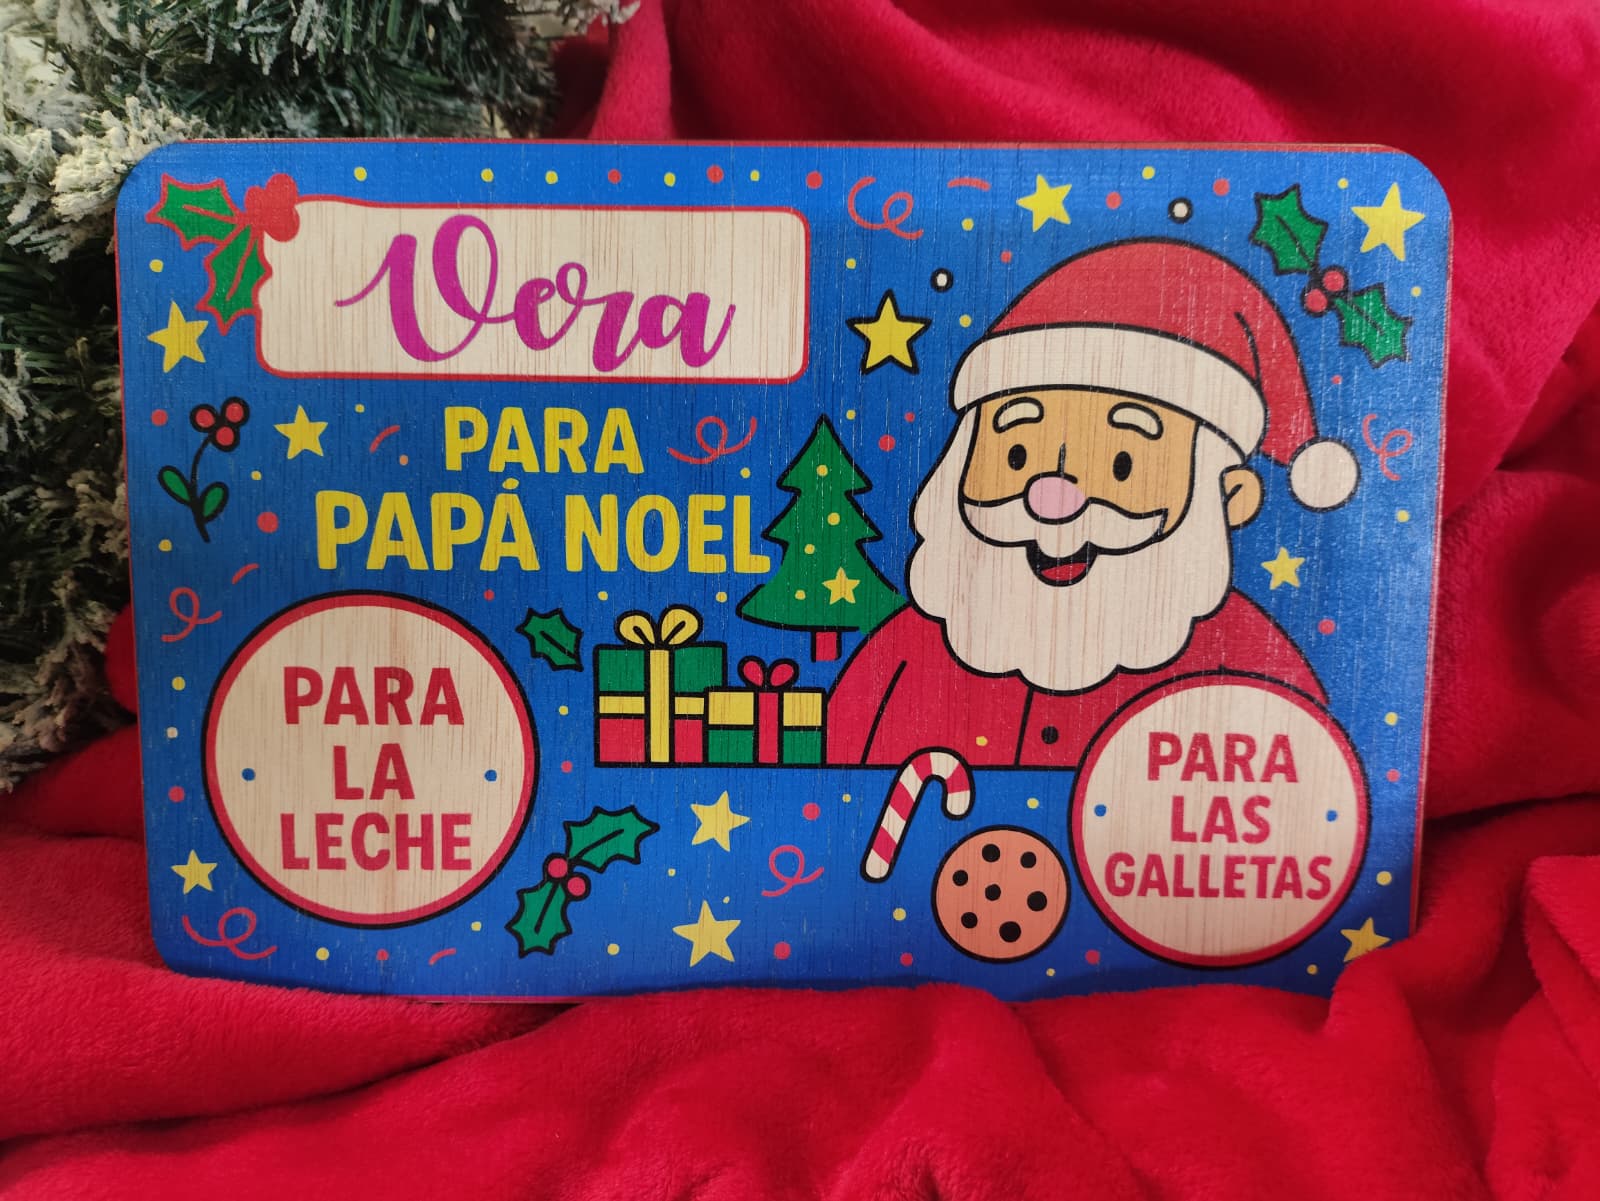 Vera
PARA
PAPÁ NOEL
PARA
LA
LECHE
PARA
LAS
GALLETAS